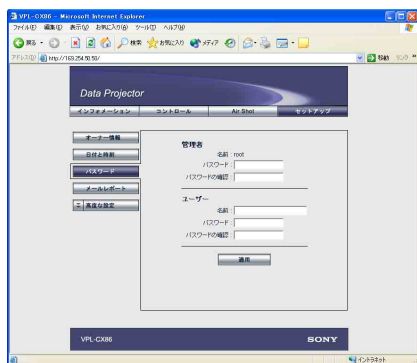 VPL-CX86 - Microsoft Internet Explorer
ファイル(F) 編集(E) 表示(V) お気に入り(A) ツール(T) ヘルプ(H)
戻る 検索 お気に入り メディア
アドレス(D) http://169.254.50.50/ 移動 リンク
Data Projector
インフォメーション コントロール Air Shot セットアップ
オーナー情報
日付と時刻
パスワード
メールレポート
高度な設定
管理者
名前 : root
パスワード :
パスワードの確認 :
ユーザー
名前 :
パスワード :
パスワードの確認 :
適用
VPL-CX86 SONY
イントラネット